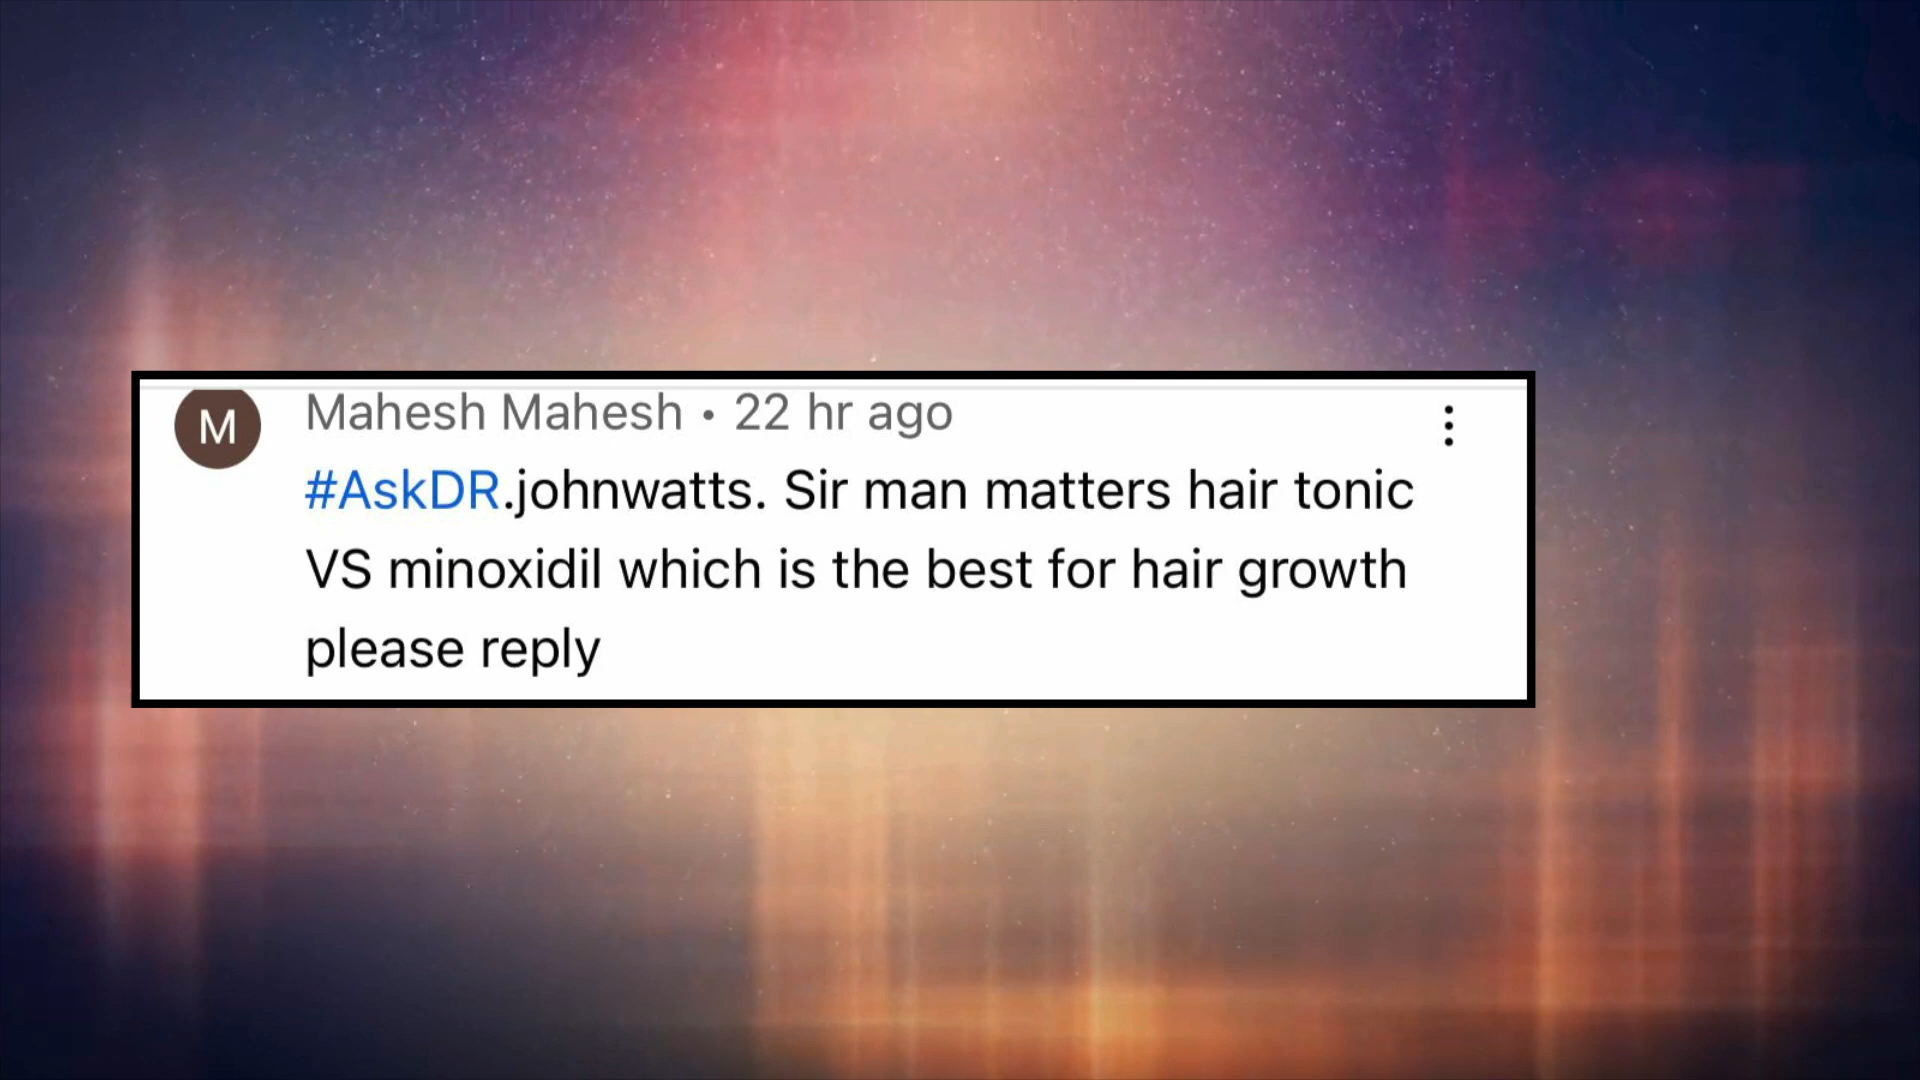 M
Mahesh Mahesh • 22 hr ago
#AskDR.johnwatts. Sir man matters hair tonic
VS minoxidil which is the best for hair growth
please reply